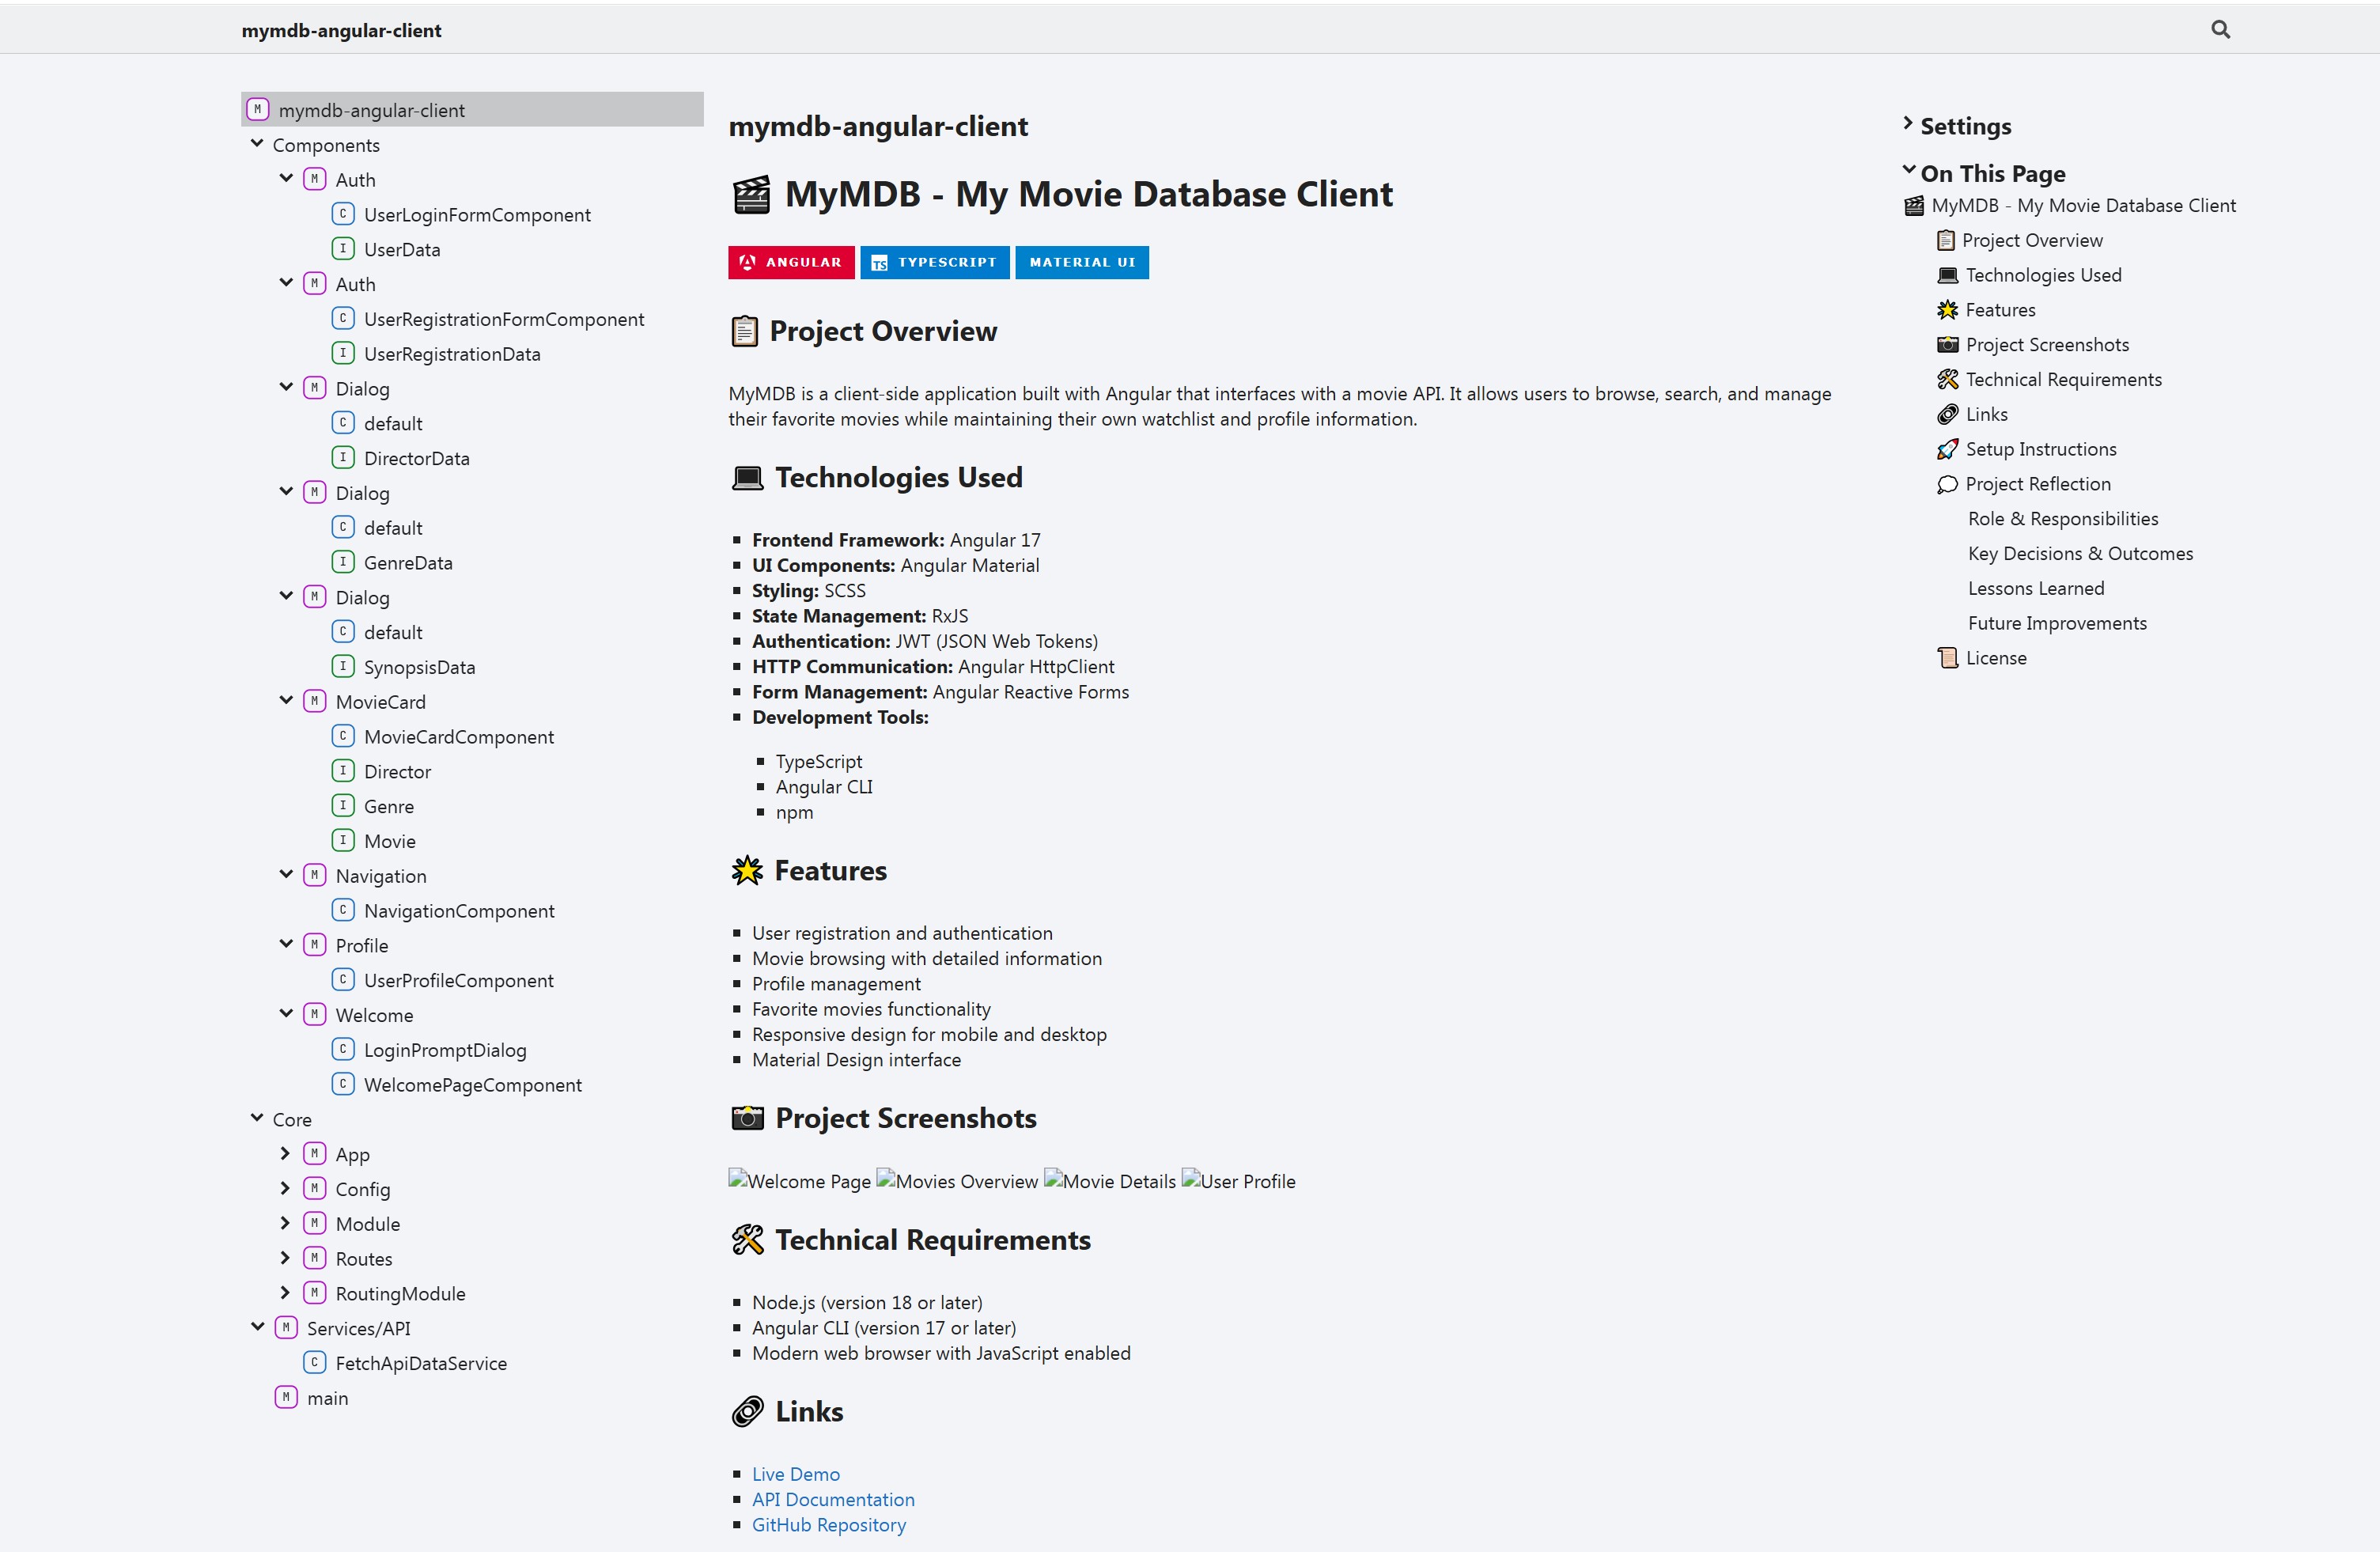 mymdb-angular-client
M mymdb-angular-client
Components
M Auth
C UserLoginFormComponent
I UserData
M Auth
C UserRegistrationFormComponent
I UserRegistrationData
M Dialog
C default
I DirectorData
M Dialog
C default
I GenreData
M Dialog
C default
I SynopsisData
M MovieCard
C MovieCardComponent
I Director
I Genre
I Movie
M Navigation
C NavigationComponent
M Profile
C UserProfileComponent
M Welcome
C LoginPromptDialog
C WelcomePageComponent
Core
M App
M Config
M Module
M Routes
M RoutingModule
M Services/API
C FetchApiDataService
M main
mymdb-angular-client
🎬 MyMDB - My Movie Database Client
ANGULAR TS TYPESCRIPT MATERIAL UI
📋 Project Overview
MyMDB is a client-side application built with Angular that interfaces with a movie API. It allows users to browse, search, and manage
their favorite movies while maintaining their own watchlist and profile information.
💻 Technologies Used
▪ Frontend Framework: Angular 17
▪ UI Components: Angular Material
▪ Styling: SCSS
▪ State Management: RxJS
▪ Authentication: JWT (JSON Web Tokens)
▪ HTTP Communication: Angular HttpClient
▪ Form Management: Angular Reactive Forms
▪ Development Tools:
▪ TypeScript
▪ Angular CLI
▪ npm
🌟 Features
▪ User registration and authentication
▪ Movie browsing with detailed information
▪ Profile management
▪ Favorite movies functionality
▪ Responsive design for mobile and desktop
▪ Material Design interface
📸 Project Screenshots
Welcome Page Movies Overview Movie Details User Profile
🛠 Technical Requirements
▪ Node.js (version 18 or later)
▪ Angular CLI (version 17 or later)
▪ Modern web browser with JavaScript enabled
🔗 Links
▪ Live Demo
▪ API Documentation
▪ GitHub Repository
Settings
On This Page
🎬 MyMDB - My Movie Database Client
📋 Project Overview
💻 Technologies Used
🌟 Features
📸 Project Screenshots
🛠 Technical Requirements
🔗 Links
🚀 Setup Instructions
💭 Project Reflection
Role & Responsibilities
Key Decisions & Outcomes
Lessons Learned
Future Improvements
📜 License